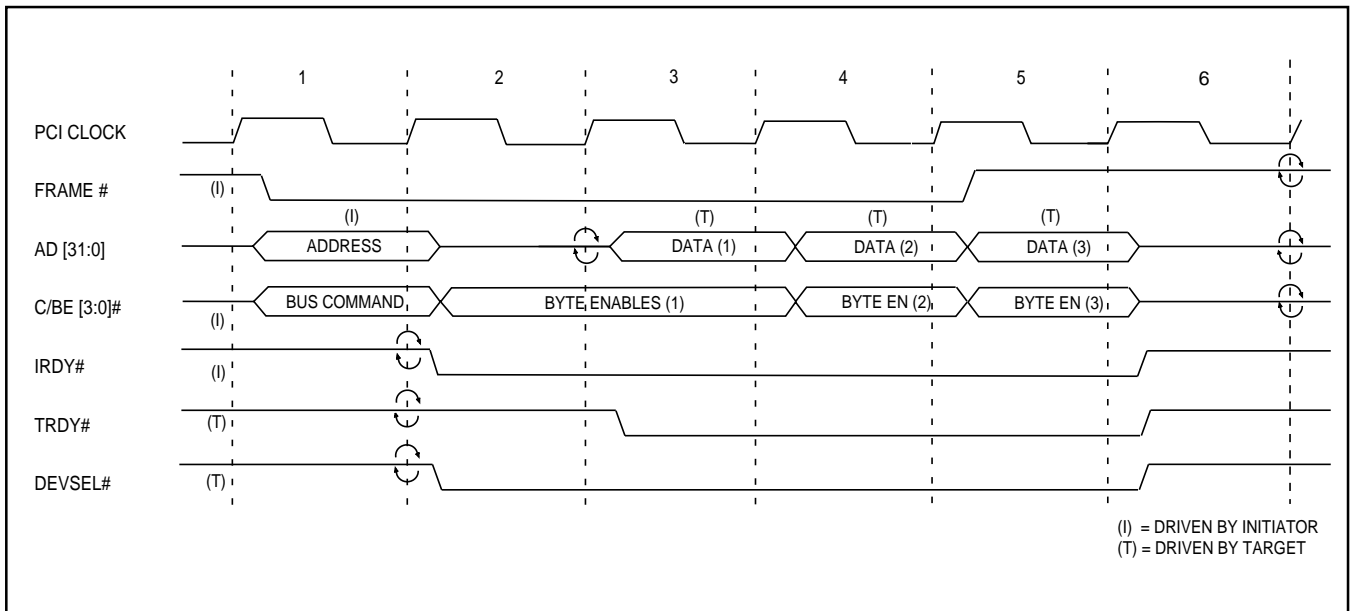 1 2 3 4 5 6
PCI CLOCK
FRAME # (I)
(I) (T) (T) (T)
AD [31:0] ADDRESS DATA (1) DATA (2) DATA (3)
C/BE [3:0]# BUS COMMAND BYTE ENABLES (1) BYTE EN (2) BYTE EN (3)
(I)
IRDY#
(I)
TRDY# (T)
DEVSEL# (T)
(I) = DRIVEN BY INITIATOR
(T) = DRIVEN BY TARGET